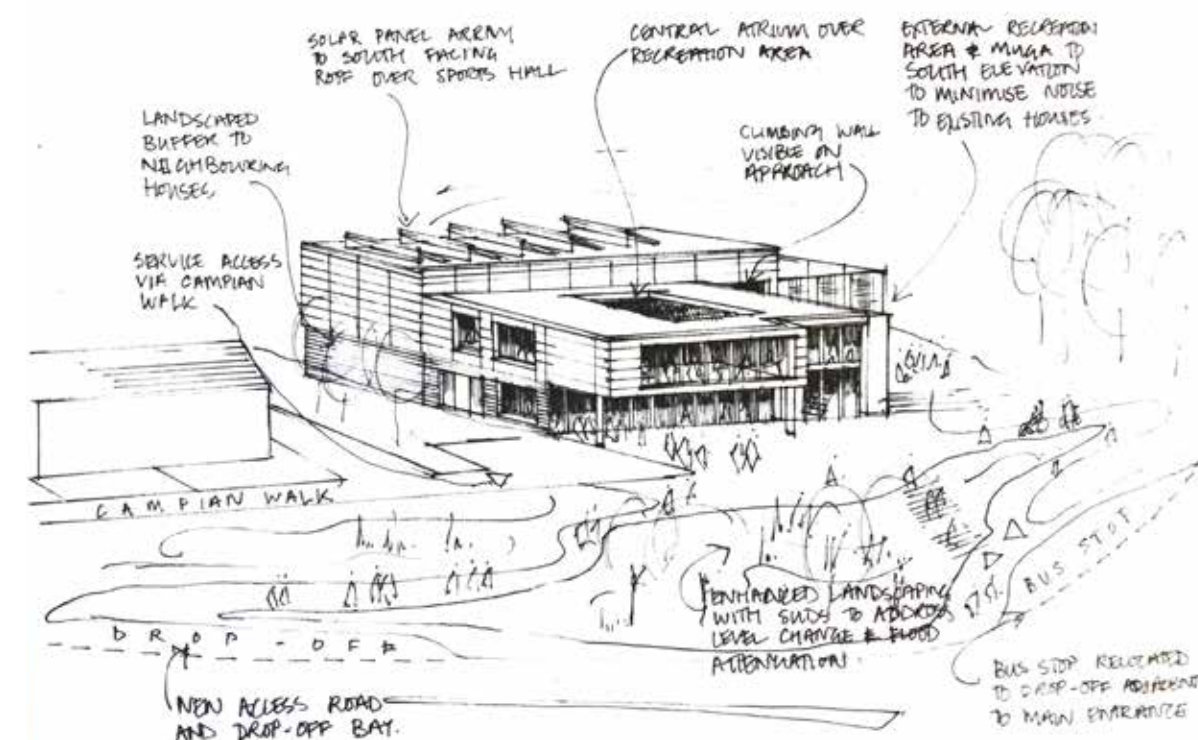 SOLAR PANEL ARRAY
TO SOUTH FACING
ROOF OVER SPORTS HALL
CENTRAL ATRIUM OVER
RECREATION AREA
EXTERNAL RECREATION
AREA & MUGA TO
SOUTH ELEVATION
TO MINIMISE NOISE
TO EXISTING HOUSES
LANDSCAPED
BUFFER TO
NEIGHBOURING
HOUSES
CLIMBING WALL
VISIBLE ON
APPROACH
SERVICE ACCESS
VIA CAMPIAN
WALK
CAMPIAN WALK
BUS STOP
ENHANCED LANDSCAPING
WITH SUDS TO ADDRESS
LEVEL CHANGE & FLOOD
ATTENUATION.
DROP-OFF
BUS STOP RELOCATED
TO DROP-OFF ADJACENT
TO MAIN ENTRANCE
NEW ACCESS ROAD
AND DROP-OFF BAY.